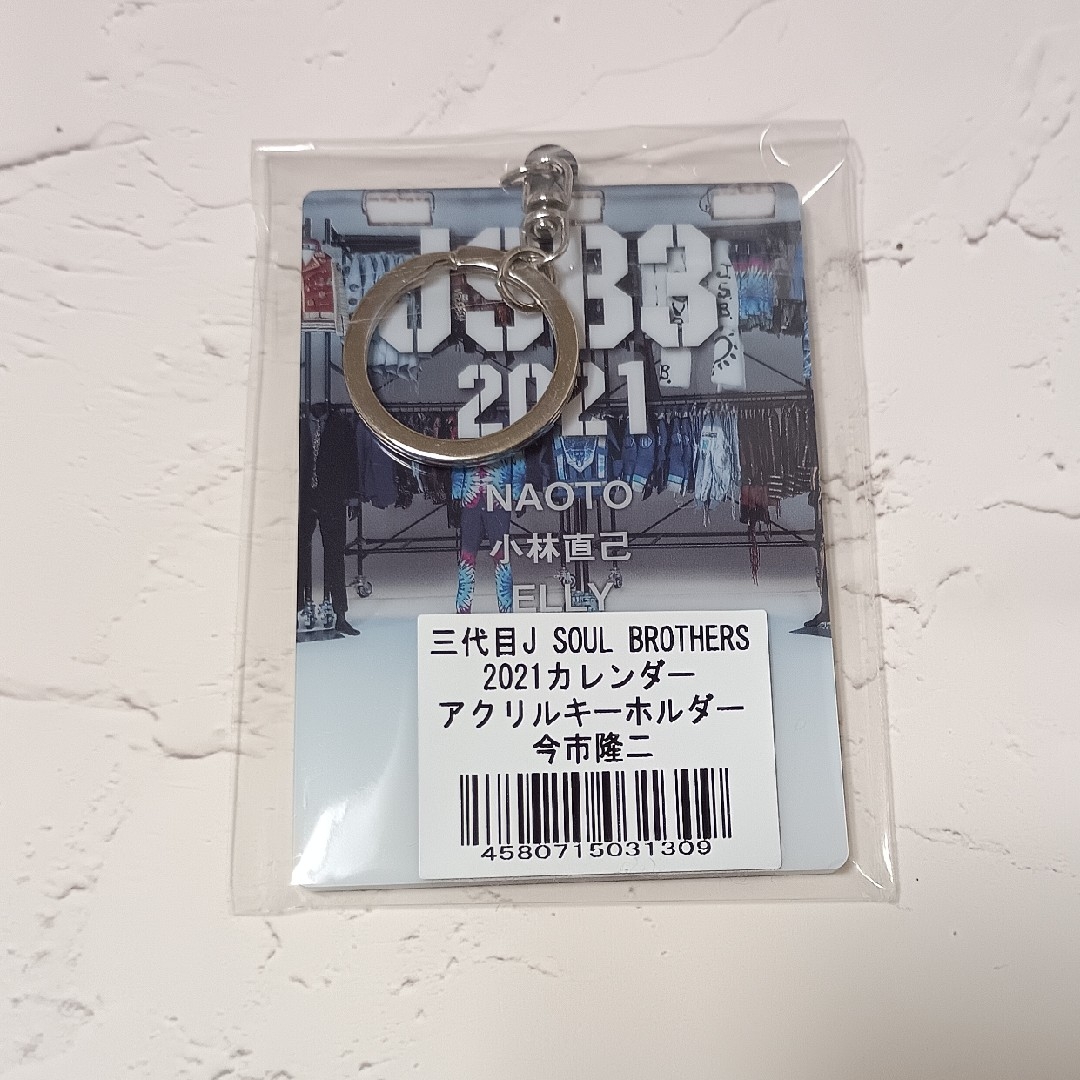 JSB3
2021
NAOTO
小林直己
ELLY
三代目J SOUL BROTHERS
2021カレンダー
アクリルキーホルダー
今市隆二
4580715031309